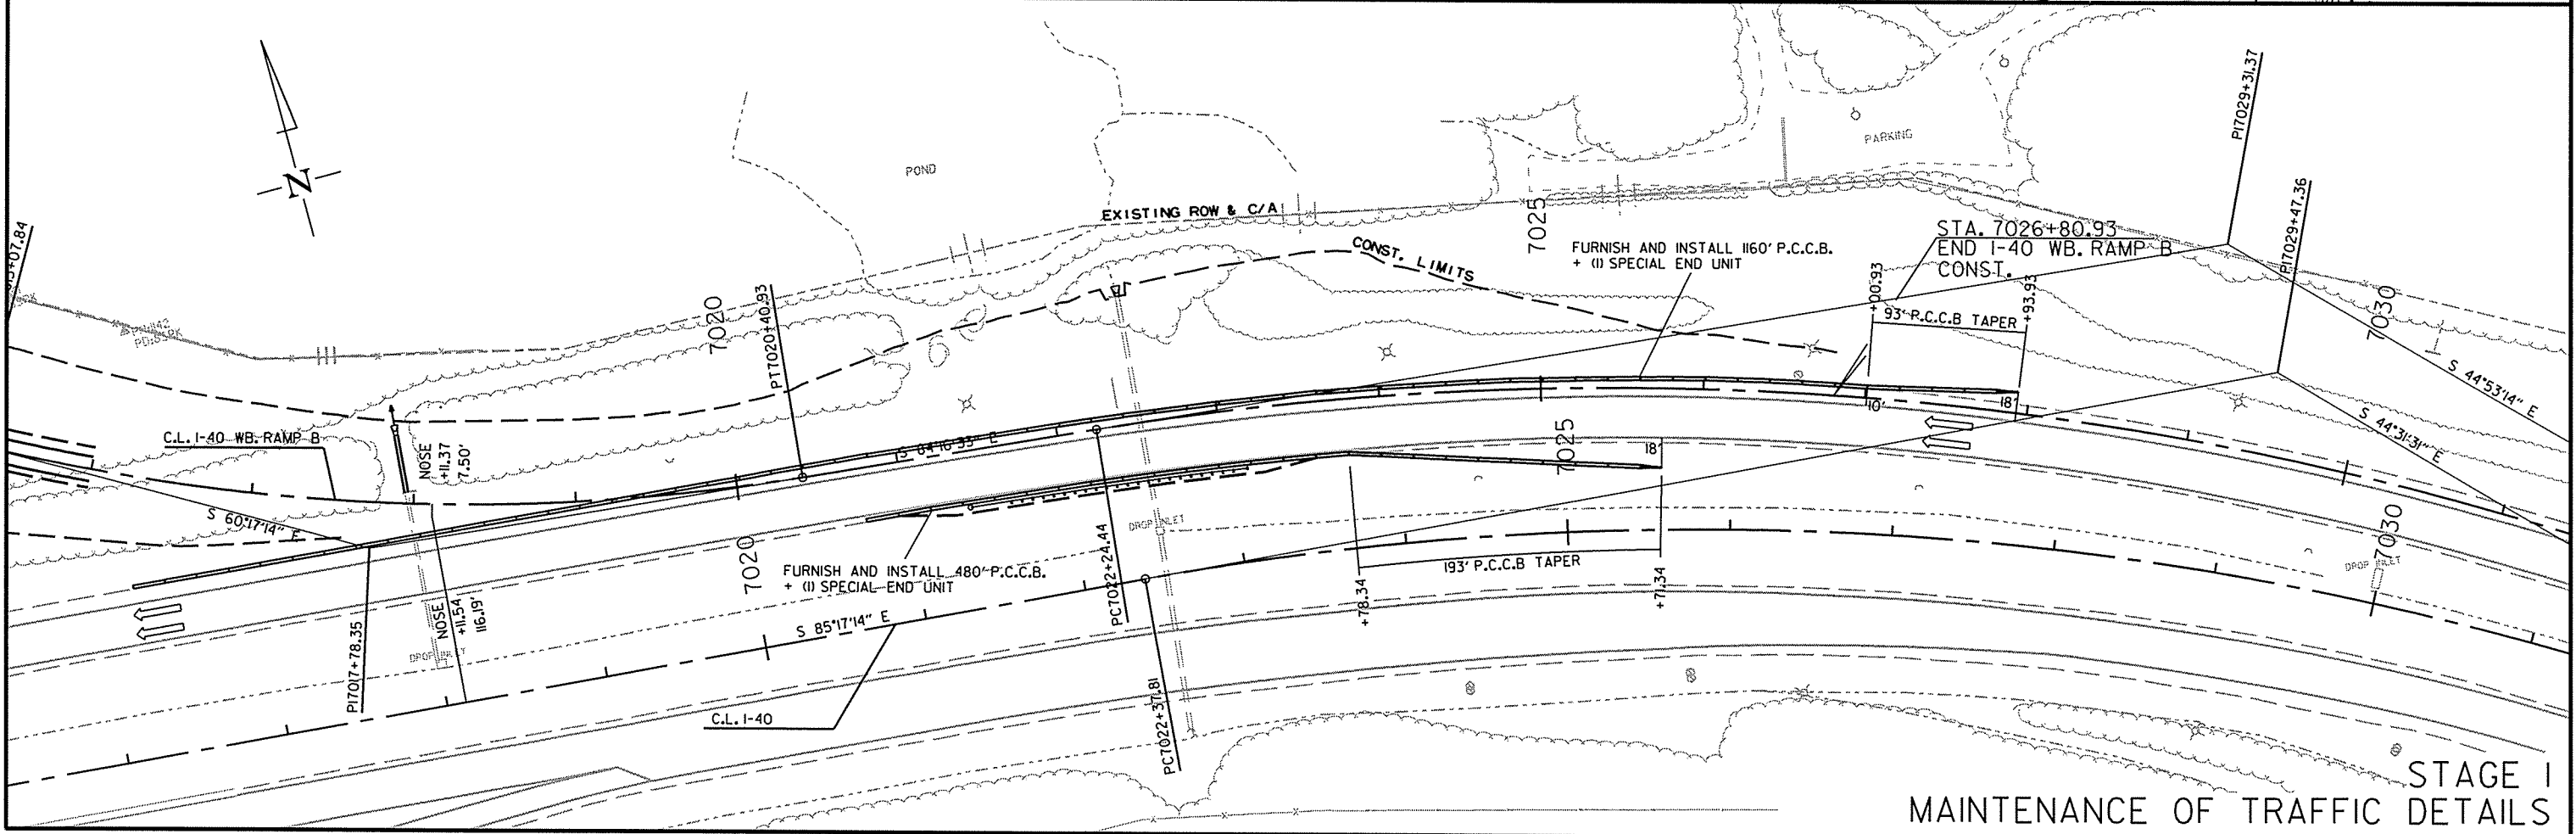 N
POND
PARKING
EXISTING ROW & C/A
CONST. LIMITS
7025
FURNISH AND INSTALL 1160' P.C.C.B.
+ (1) SPECIAL END UNIT
STA. 7026+80.93
END I-40 WB. RAMP B
CONST.
+00.93
93' P.C.C.B TAPER
+93.93
PI7029+31.37
PI7029+47.36
7030
S 44°53'14" E
S 44°31'31" E
7020
PT7020+40.93
C.L. I-40 WB. RAMP B
NOSE
+11.37
7.50'
S 60°17'14" E
S 84°16'33" E
10'
18'
7025
18'
7020
FURNISH AND INSTALL 480' P.C.C.B.
+ (1) SPECIAL END UNIT
PC7022+24.44
DROP INLET
193' P.C.C.B TAPER
+78.34
+71.34
7030
DROP INLET
PI7017+78.35
NOSE
+11.54
116.19'
DROP INLET
S 85°17'14" E
C.L. I-40
PC7022+37.81
STAGE 1
MAINTENANCE OF TRAFFIC DETAILS